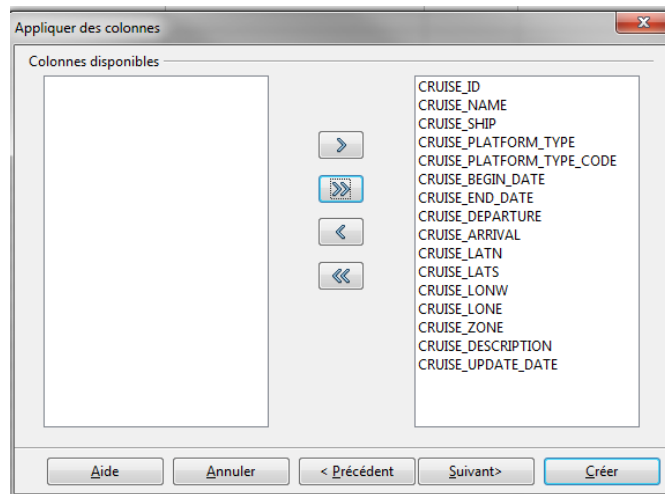 Appliquer des colonnes
Colonnes disponibles
CRUISE_ID
CRUISE_NAME
CRUISE_SHIP
CRUISE_PLATFORM_TYPE
CRUISE_PLATFORM_TYPE_CODE
CRUISE_BEGIN_DATE
CRUISE_END_DATE
CRUISE_DEPARTURE
CRUISE_ARRIVAL
CRUISE_LATN
CRUISE_LATS
CRUISE_LONW
CRUISE_LONE
CRUISE_ZONE
CRUISE_DESCRIPTION
CRUISE_UPDATE_DATE
Aide
Annuler
< Précédent
Suivant>
Créer